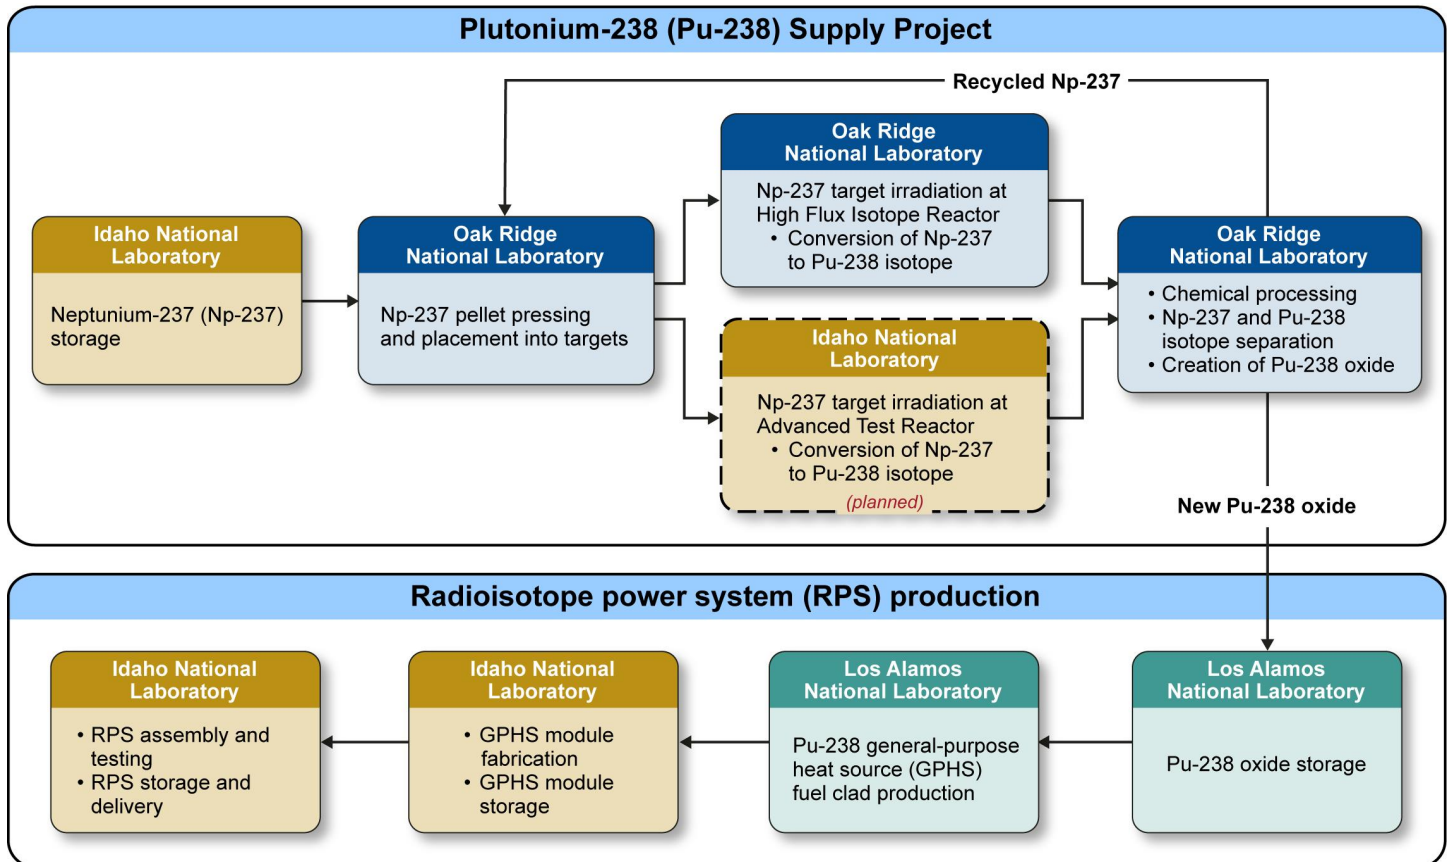 Plutonium-238 (Pu-238) Supply Project
Recycled Np-237
Idaho National
Laboratory
Neptunium-237 (Np-237)
storage
Oak Ridge
National Laboratory
Np-237 pellet pressing
and placement into targets
Oak Ridge
National Laboratory
Np-237 target irradiation at
High Flux Isotope Reactor
• Conversion of Np-237
to Pu-238 isotope
Idaho National
Laboratory
Np-237 target irradiation at
Advanced Test Reactor
• Conversion of Np-237
to Pu-238 isotope
(planned)
Oak Ridge
National Laboratory
• Chemical processing
• Np-237 and Pu-238
isotope separation
• Creation of Pu-238 oxide
New Pu-238 oxide
Radioisotope power system (RPS) production
Idaho National
Laboratory
• RPS assembly and
testing
• RPS storage and
delivery
Idaho National
Laboratory
• GPHS module
fabrication
• GPHS module
storage
Los Alamos
National Laboratory
Pu-238 general-purpose
heat source (GPHS)
fuel clad production
Los Alamos
National Laboratory
Pu-238 oxide storage